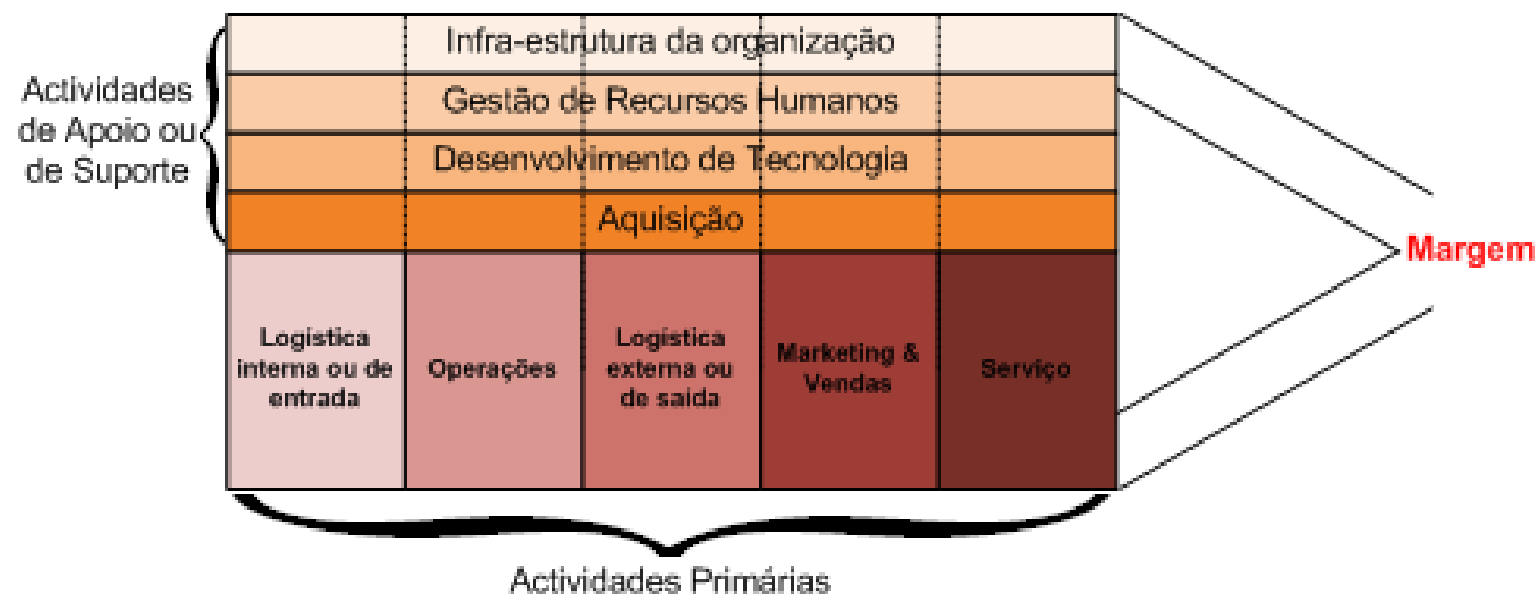 Infra-estrutura da organização
Actividades
de Apoio ou
de Suporte
Gestão de Recursos Humanos
Desenvolvimento de Tecnologia
Aquisição
Margem
Logística
interna ou de
entrada
Operações
Logística
externa ou
de saída
Marketing &
Vendas
Serviço
Actividades Primárias